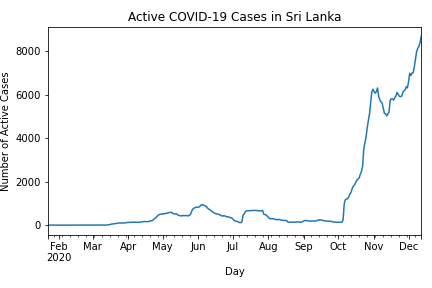 Active COVID-19 Cases in Sri Lanka
Number of Active Cases
8000
6000
4000
2000
0
Feb Mar Apr May Jun Jul Aug Sep Oct Nov Dec
2020
Day